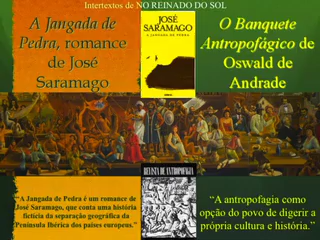 Intertextos de NO REINADO DO SOL
A Jangada de
Pedra, romance
de José
Saramago
JOSÉ
SARAMAGO
A JANGADA DE PEDRA
O Banquete
Antropofágico de
Oswald de
Andrade
“A Jangada de Pedra é um romance de
José Saramago, que conta uma história
fictícia da separação geográfica da
Península Ibérica dos países europeus.”
REVISTA DE ANTROPOFAGIA
“A antropofagia como
opção do povo de digerir a
própria cultura e história.”